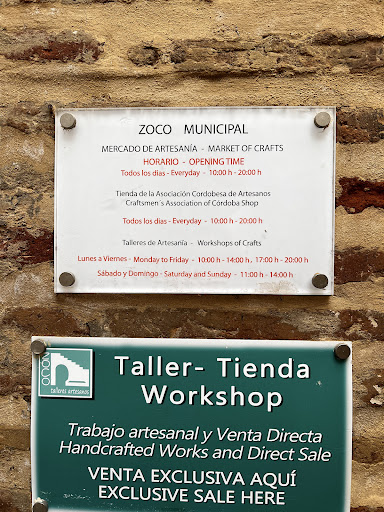 ZOCO MUNICIPAL
MERCADO DE ARTESANÍA - MARKET OF CRAFTS
HORARIO - OPENING TIME
Todos los días - Everyday - 10:00 h - 20:00 h
Tienda de la Asociación Cordobesa de Artesanos
Craftsmen´s Association of Córdoba Shop
Todos los días - Everyday - 10:00 h - 20:00 h
Talleres de Artesanía - Workshops of Crafts
Lunes a Viernes - Monday to Friday - 10:00 h - 14:00 h , 17:00 h - 20:00 h
Sábado y Domingo - Saturday and Sunday - 11:00 h - 14:00 h
ZOCO
talleres artesanos
Taller- Tienda
Workshop
Trabajo artesanal y Venta Directa
Handcrafted Works and Direct Sale
VENTA EXCLUSIVA AQUÍ
EXCLUSIVE SALE HERE